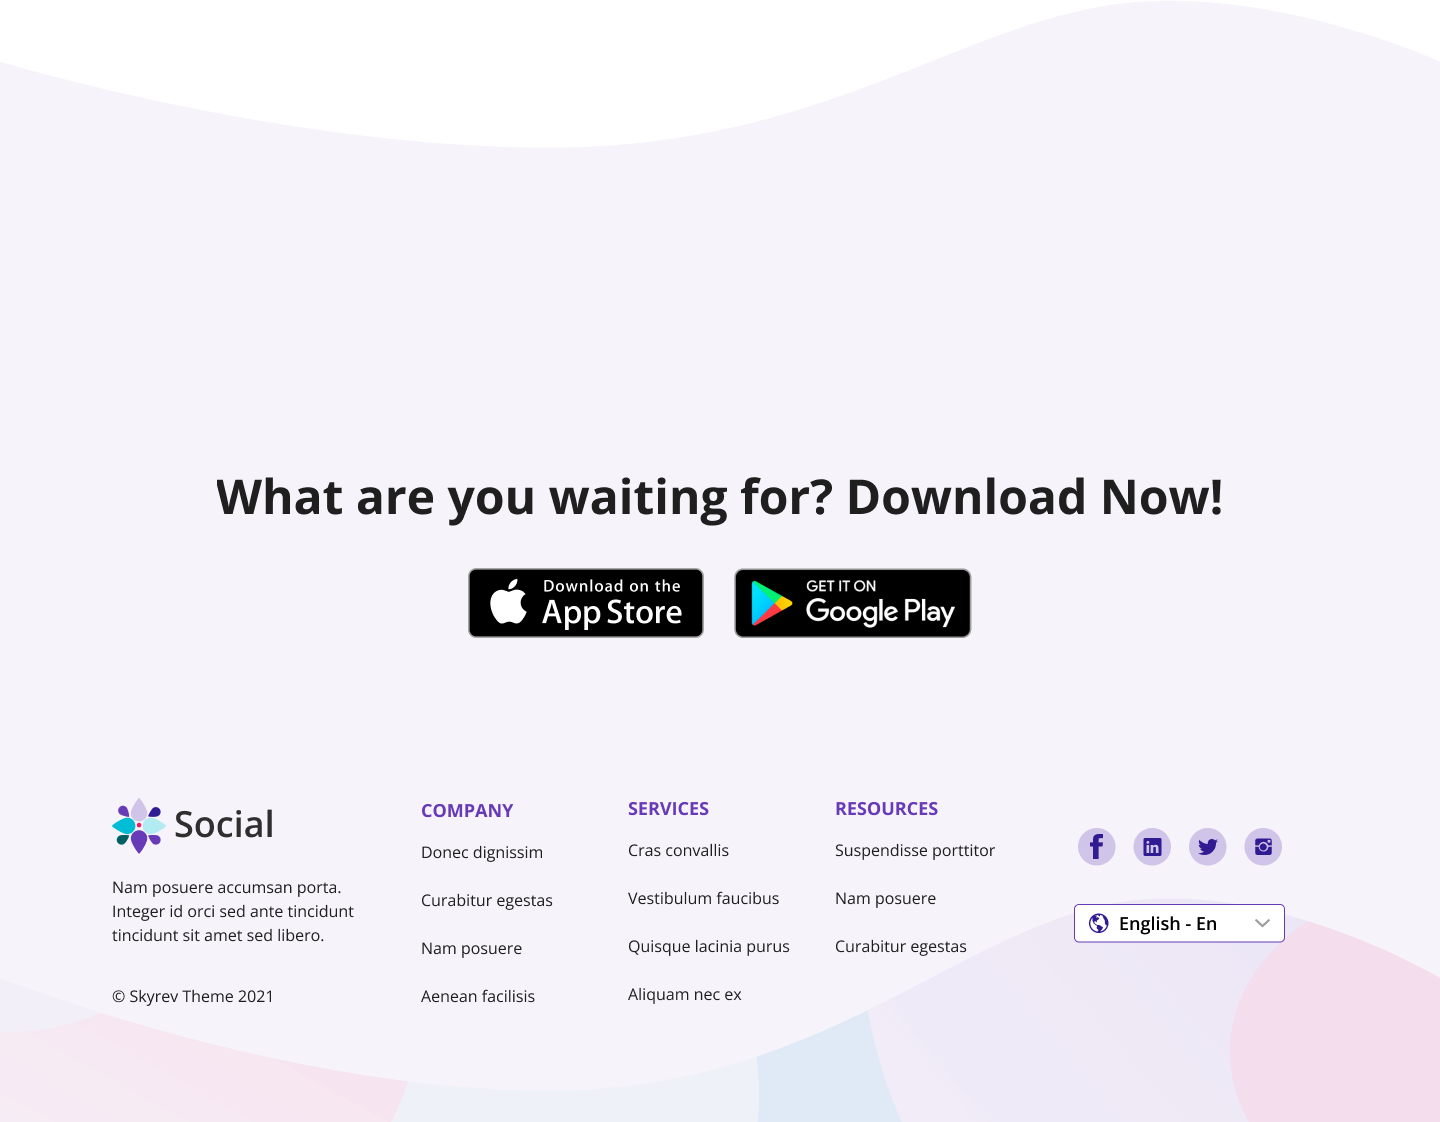 What are you waiting for? Download Now!
Download on the
App Store
GET IT ON
Google Play
Social
Nam posuere accumsan porta.
Integer id orci sed ante tincidunt
tincidunt sit amet sed libero.
© Skyrev Theme 2021
COMPANY
Donec dignissim
Curabitur egestas
Nam posuere
Aenean facilisis
SERVICES
Cras convallis
Vestibulum faucibus
Quisque lacinia purus
Aliquam nec ex
RESOURCES
Suspendisse porttitor
Nam posuere
Curabitur egestas
English - En